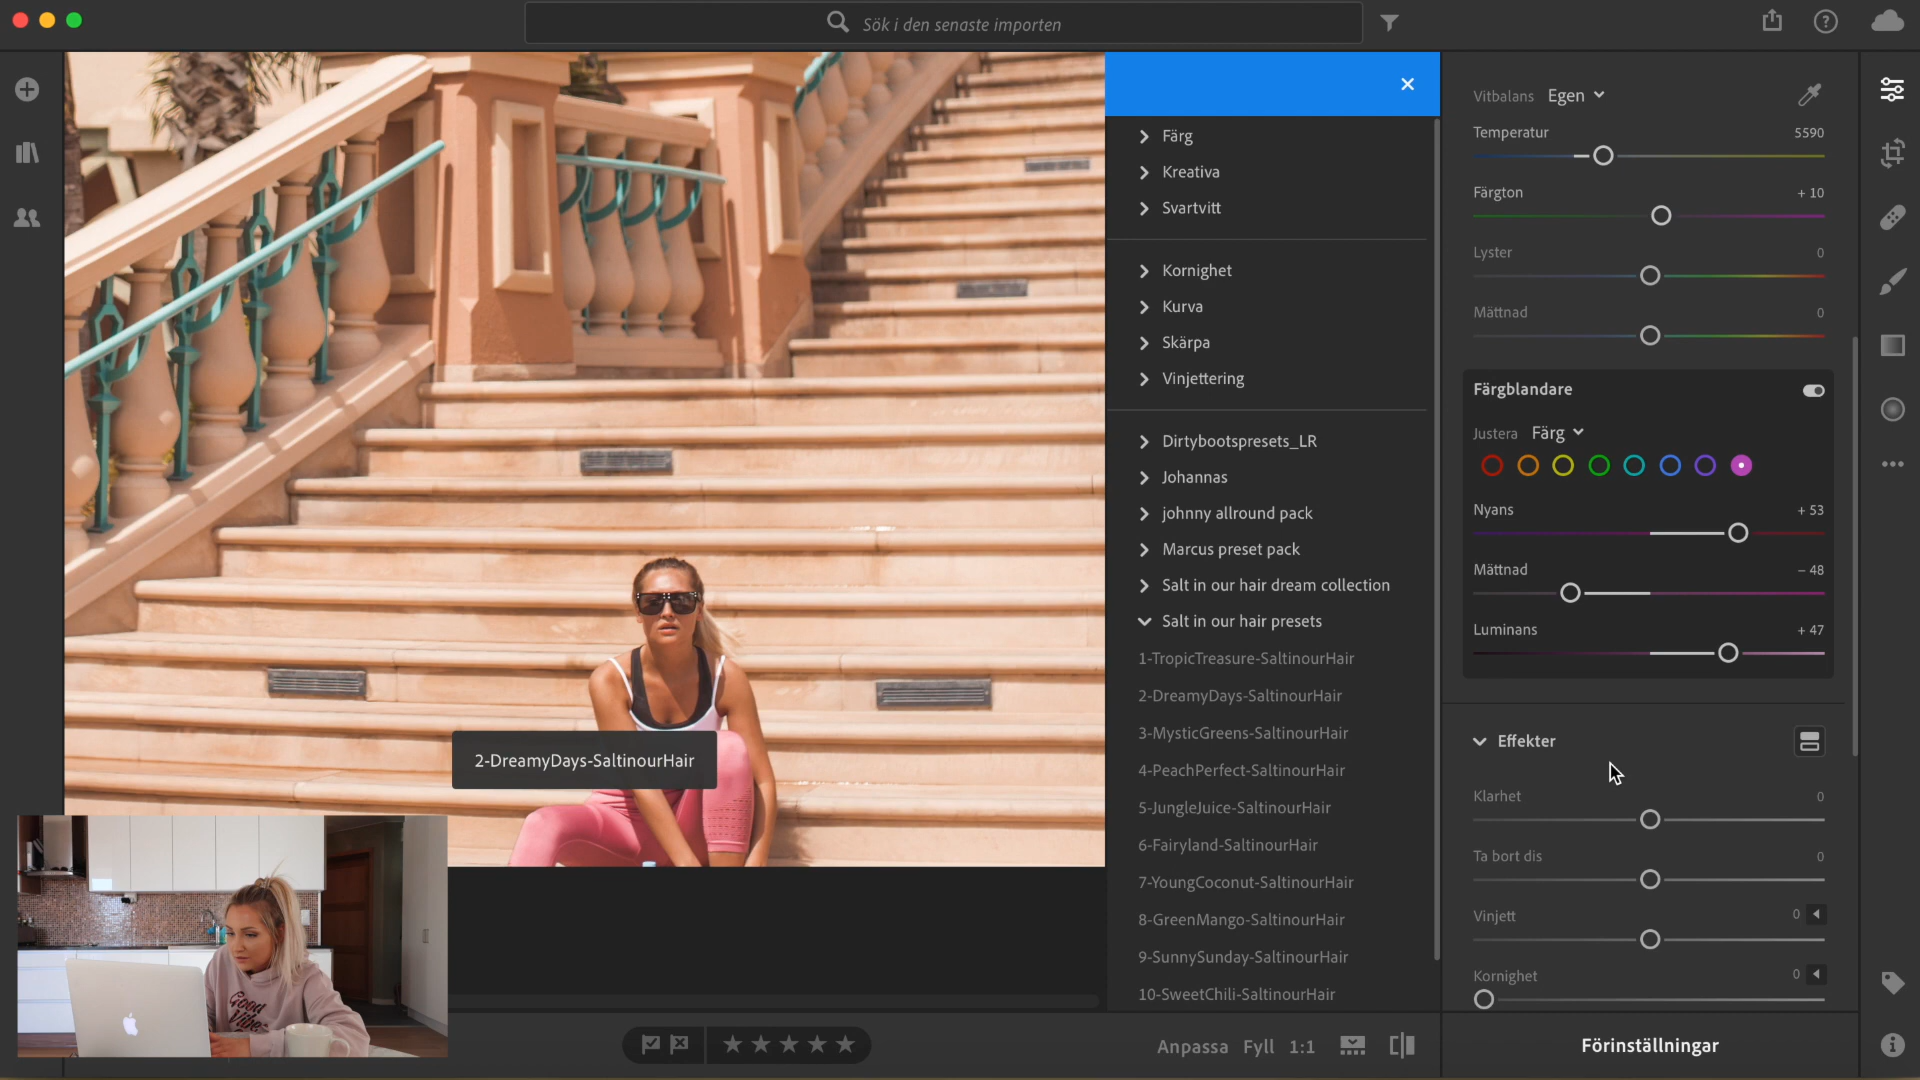 Sök i den senaste importen
Färg
Kreativa
Svartvitt
Kornighet
Kurva
Skärpa
Vinjettering
Dirtybootspresets_LR
Johannas
johnny allround pack
Marcus preset pack
Salt in our hair dream collection
Salt in our hair presets
1-TropicTreasure-SaltinourHair
2-DreamyDays-SaltinourHair
3-MysticGreens-SaltinourHair
4-PeachPerfect-SaltinourHair
5-JungleJuice-SaltinourHair
6-Fairyland-SaltinourHair
7-YoungCoconut-SaltinourHair
8-GreenMango-SaltinourHair
9-SunnySunday-SaltinourHair
10-SweetChili-SaltinourHair
2-DreamyDays-SaltinourHair
Good
Vibes
Anpassa Fyll 1:1
Vitbalans Egen
Temperatur 5590
Färgton + 10
Lyster 0
Mättnad 0
Färgblandare
Justera Färg
Nyans + 53
Mättnad – 48
Luminans + 47
Effekter
Klarhet 0
Ta bort dis 0
Vinjett 0
Kornighet 0
Förinställningar